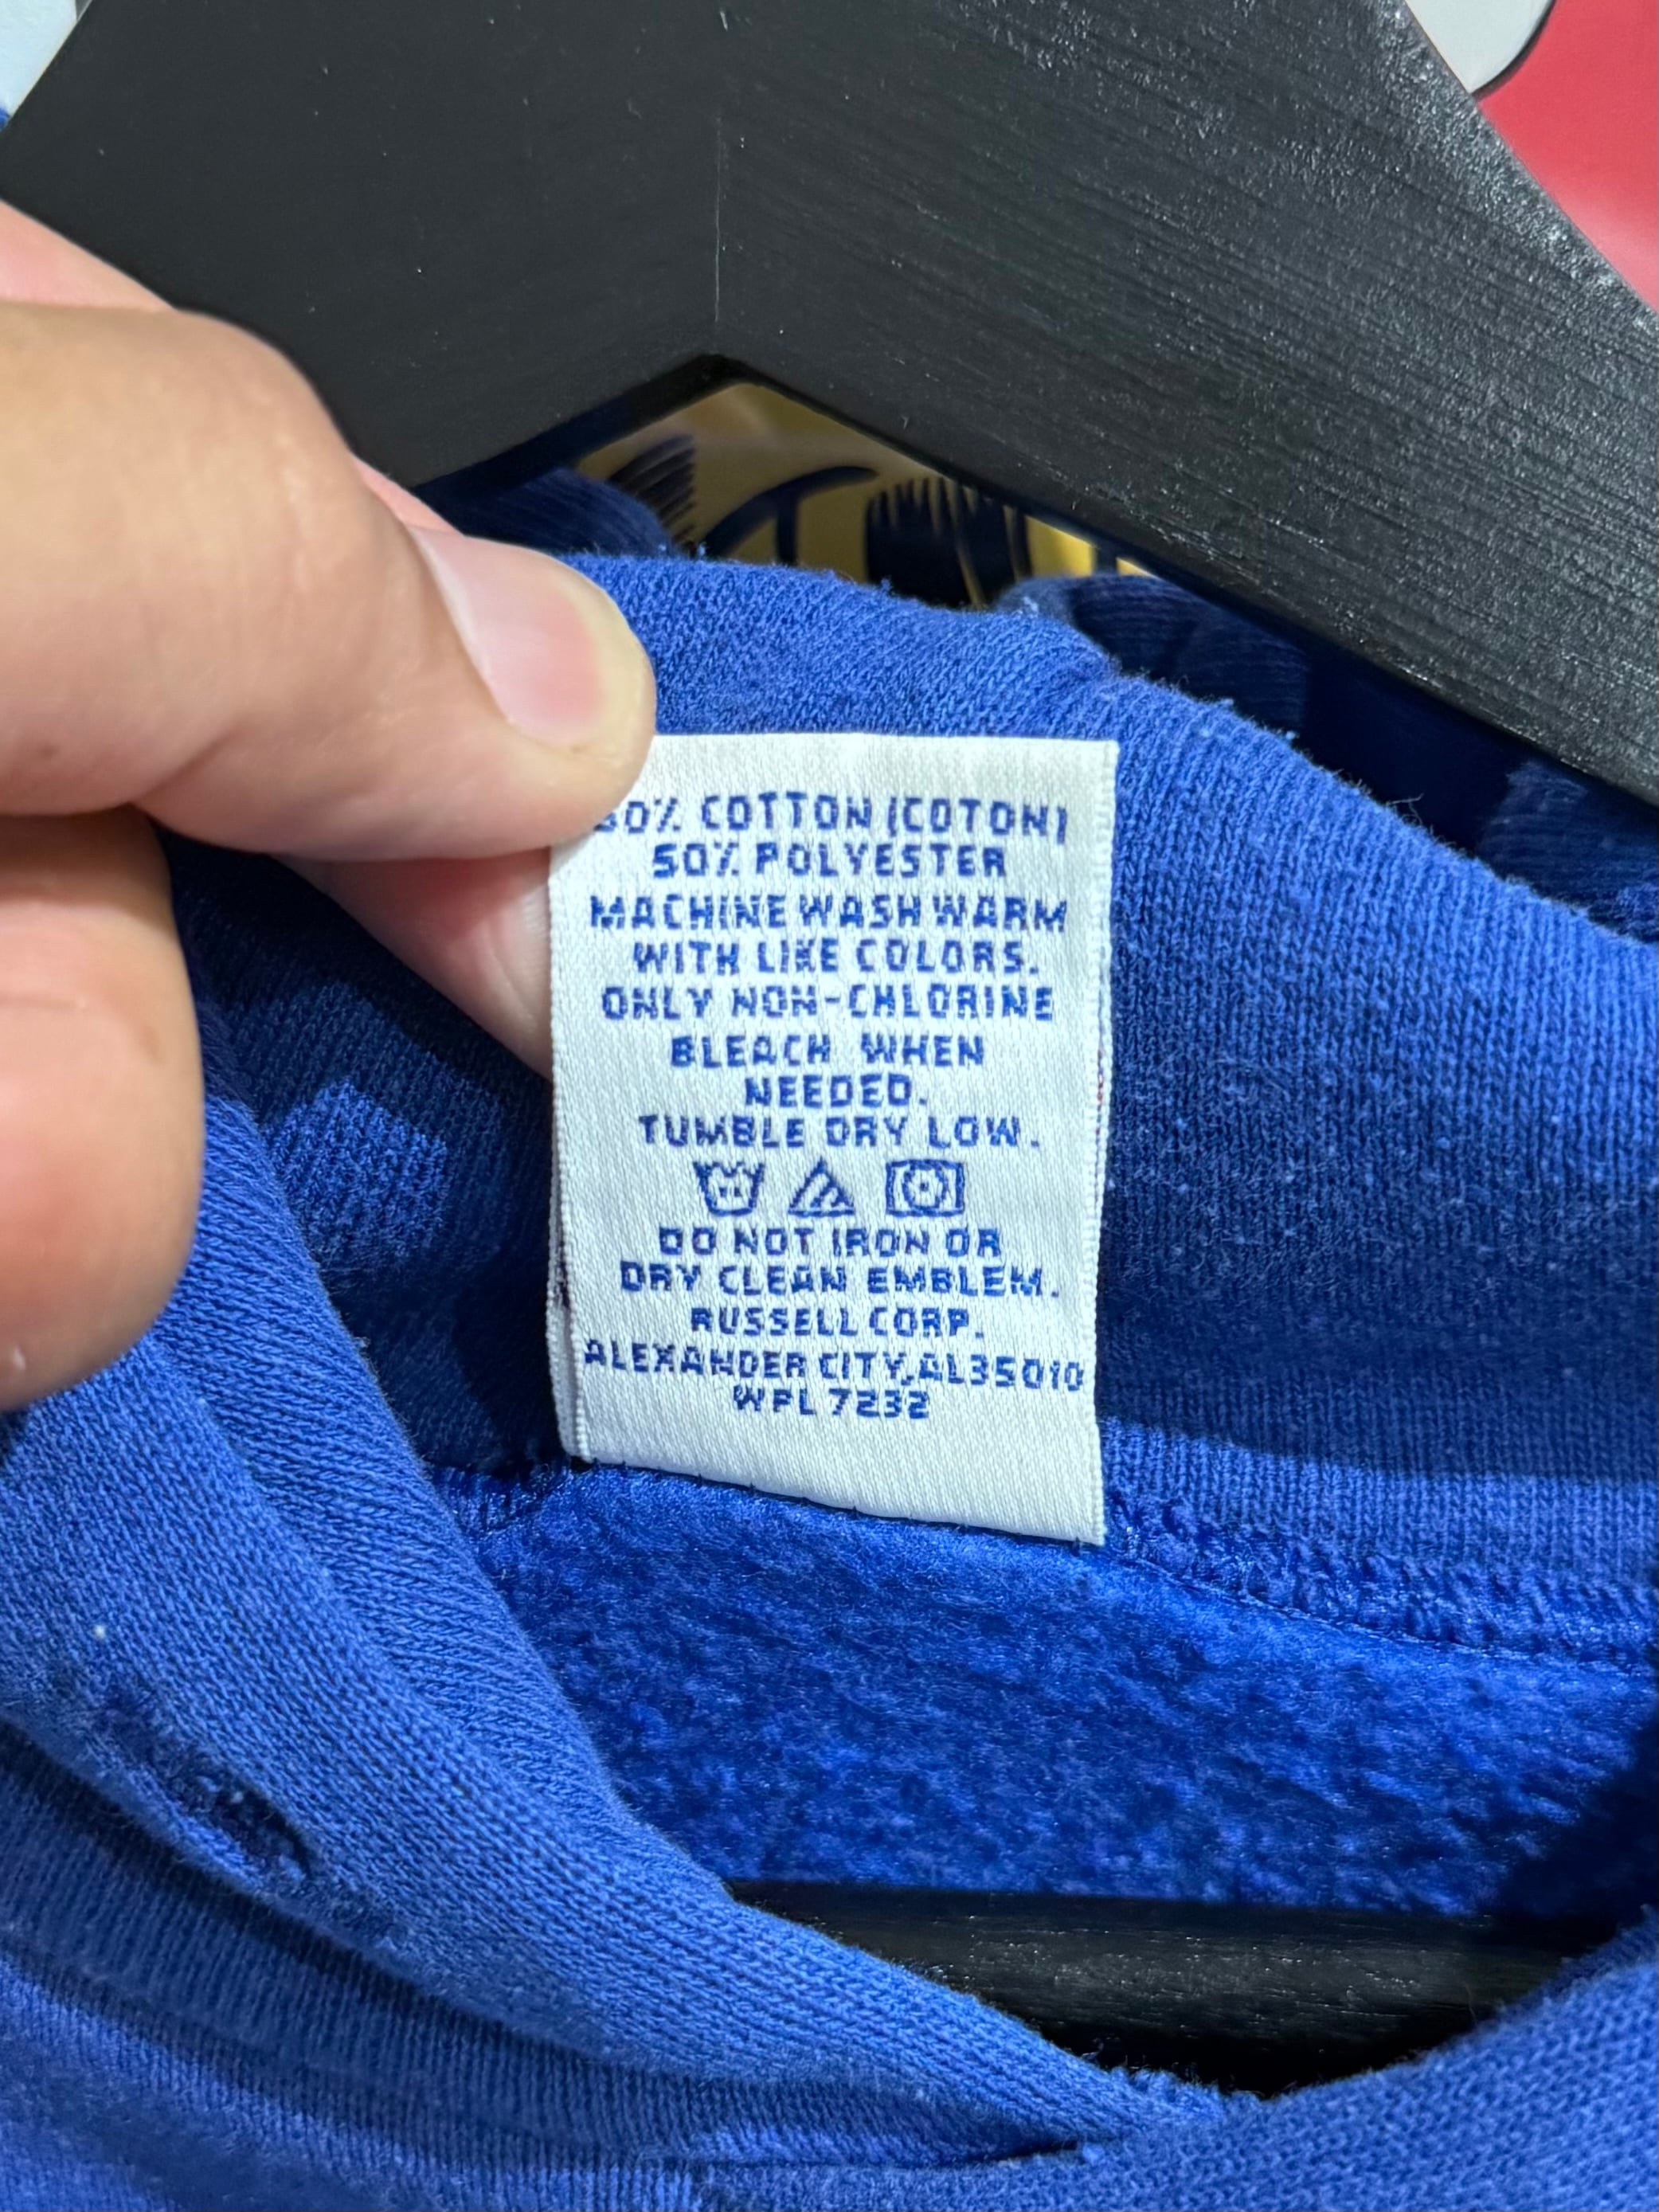 50% COTTON (COTON)
50% POLYESTER
MACHINE WASH WARM
WITH LIKE COLORS.
ONLY NON-CHLORINE
BLEACH WHEN
NEEDED.
TUMBLE DRY LOW.
DO NOT IRON OR
DRY CLEAN EMBLEM.
RUSSELL CORP.
ALEXANDER CITY,AL35010
WPL 7232